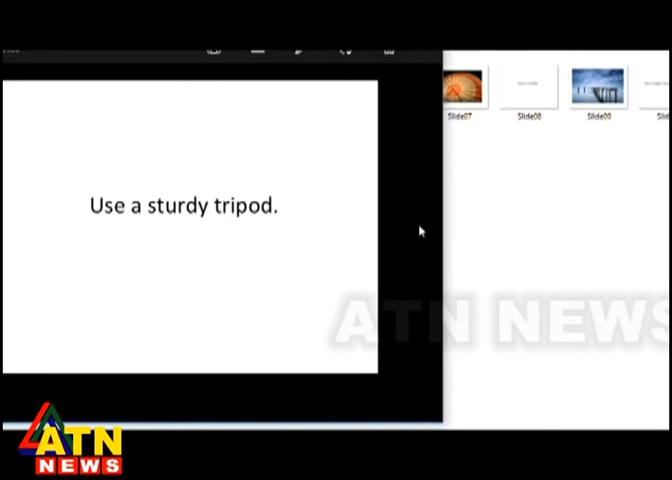 Slide07
Slide08
Slide09
Use a sturdy tripod.
ATN NEWS
ATN
NEWS